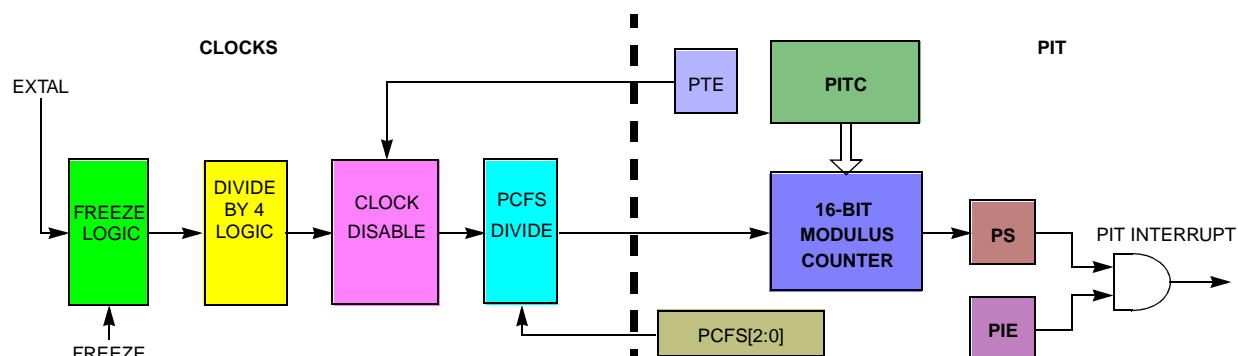 CLOCKS
PIT
EXTAL
PTE
PITC
FREEZE
LOGIC
DIVIDE
BY 4
LOGIC
CLOCK
DISABLE
PCFS
DIVIDE
16-BIT
MODULUS
COUNTER
PS
PIT INTERRUPT
PIE
PCFS[2:0]
FREEZE